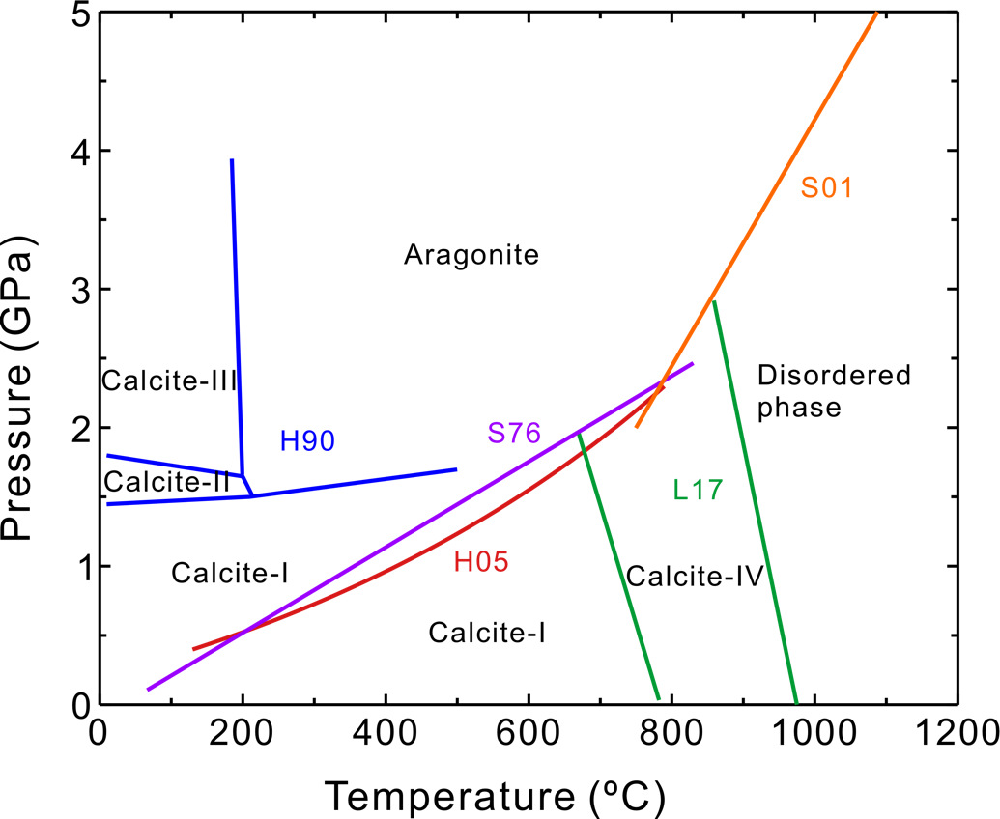 5
4
3
2
1
0
Pressure (GPa)
Aragonite
S01
Calcite-III
Disordered
phase
H90
S76
Calcite-II
L17
H05
Calcite-I
Calcite-IV
Calcite-I
0
200
400
600
800
1000
1200
Temperature (ºC)